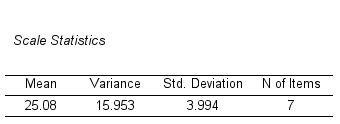 Scale Statistics
Mean Variance Std. Deviation N of Items
25.08 15.953 3.994 7